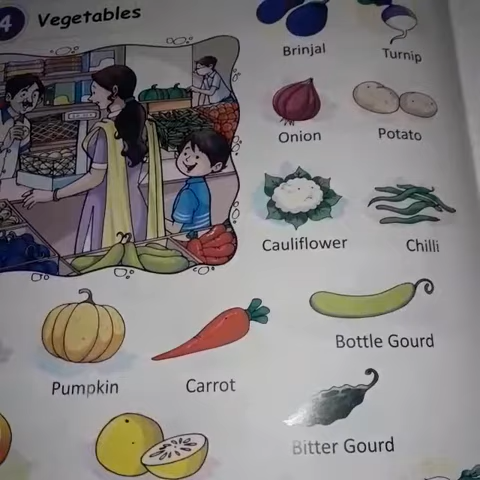 4 Vegetables
Brinjal Turnip
Onion Potato
Cauliflower Chilli
Bottle Gourd
Pumpkin Carrot
Bitter Gourd